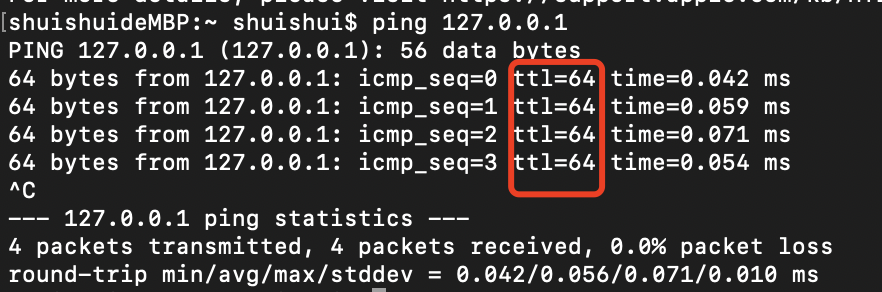 [shuishuideMBP:~ shuishui$ ping 127.0.0.1
PING 127.0.0.1 (127.0.0.1): 56 data bytes
64 bytes from 127.0.0.1: icmp_seq=0 ttl=64 time=0.042 ms
64 bytes from 127.0.0.1: icmp_seq=1 ttl=64 time=0.059 ms
64 bytes from 127.0.0.1: icmp_seq=2 ttl=64 time=0.071 ms
64 bytes from 127.0.0.1: icmp_seq=3 ttl=64 time=0.054 ms
^C
--- 127.0.0.1 ping statistics ---
4 packets transmitted, 4 packets received, 0.0% packet loss
round-trip min/avg/max/stddev = 0.042/0.056/0.071/0.010 ms